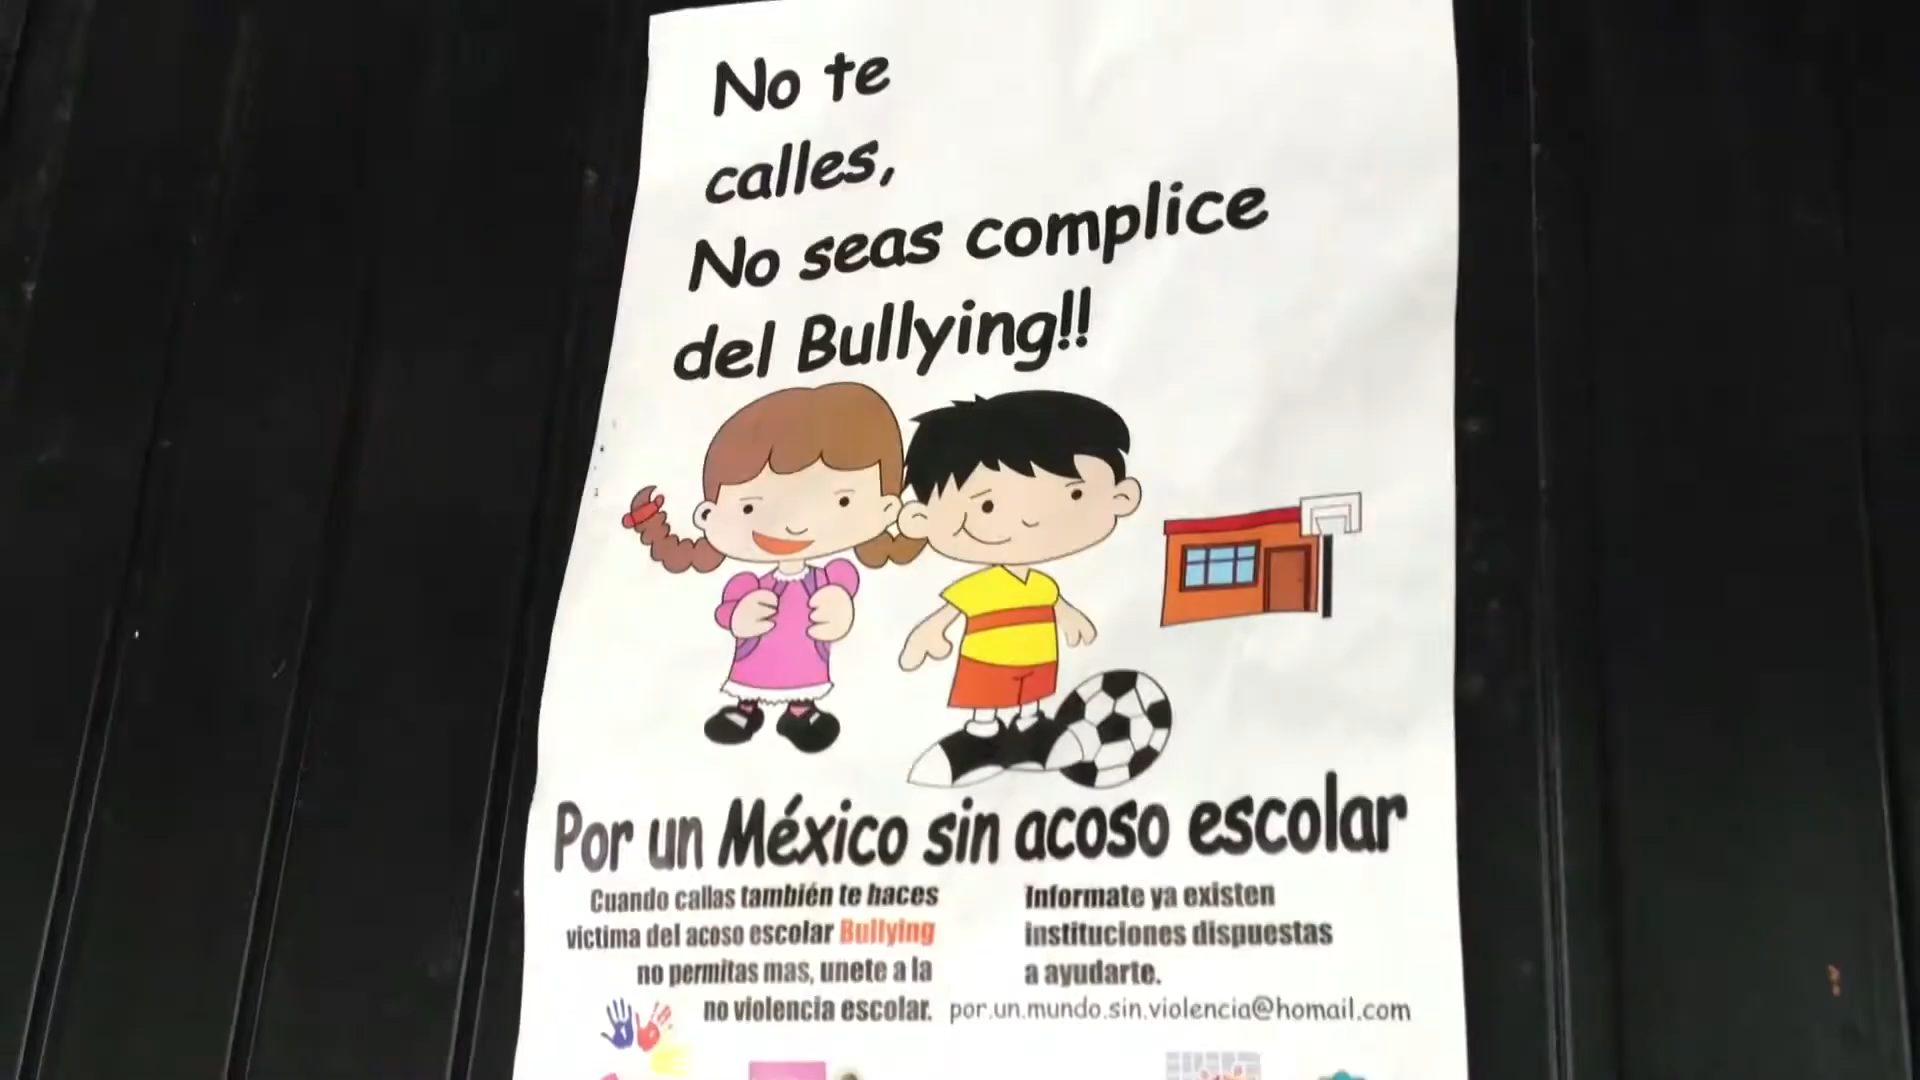 No te
calles,
No seas complice
del Bullying!!
Por un México sin acoso escolar
Cuando callas también te haces
victima del acoso escolar Bullying
no permitas mas, unete a la
no violencia escolar.
Informate ya existen
instituciones dispuestas
a ayudarte.
por.un.mundo.sin.violencia@homail.com